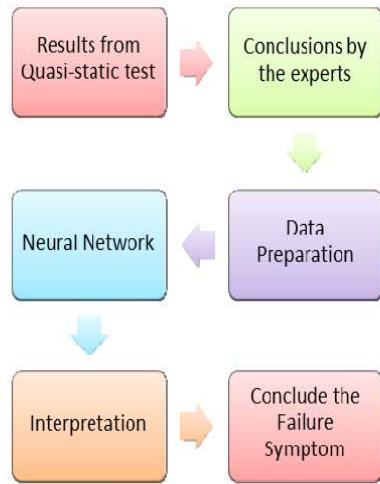 Results from
Quasi-static test
Conclusions by
the experts
Data
Preparation
Neural Network
Interpretation
Conclude the
Failure
Symptom